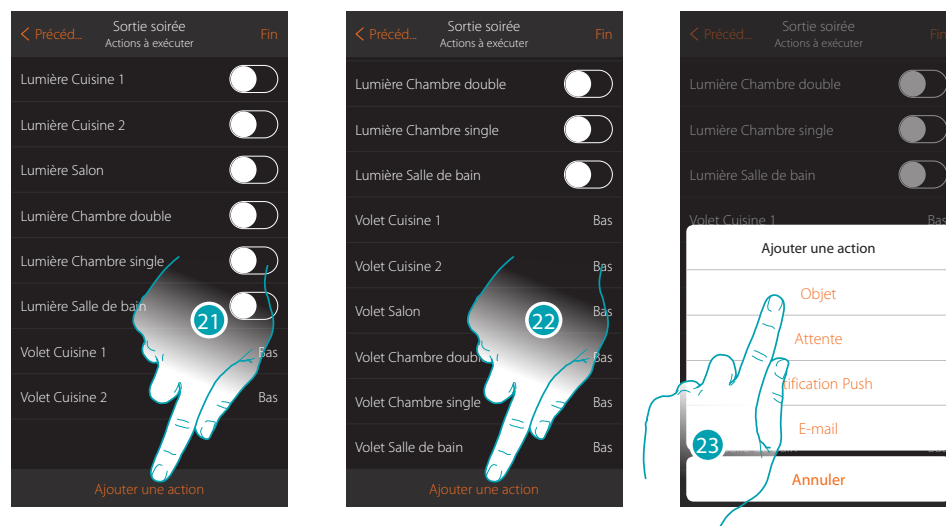 Précéd...
Sortie soirée
Actions à exécuter
Fin
Lumière Cuisine 1
Lumière Cuisine 2
Lumière Salon
Lumière Chambre double
Lumière Chambre single
Lumière Salle de bain
21
Volet Cuisine 1 Bas
Volet Cuisine 2 Bas
Ajouter une action
Précéd...
Sortie soirée
Actions à exécuter
Fin
Lumière Chambre double
Lumière Chambre single
Lumière Salle de bain
Volet Cuisine 1 Bas
Volet Cuisine 2 Bas
Volet Salon Bas
22
Volet Chambre doubl Bas
Volet Chambre single Bas
Volet Salle de bain Bas
Ajouter une action
Précéd...
Sortie soirée
Actions à exécuter
Fin
Lumière Chambre double
Lumière Chambre single
Lumière Salle de bain
Volet Cuisine 1 Bas
Ajouter une action
Objet
Attente
tification Push
E-mail
23
Annuler